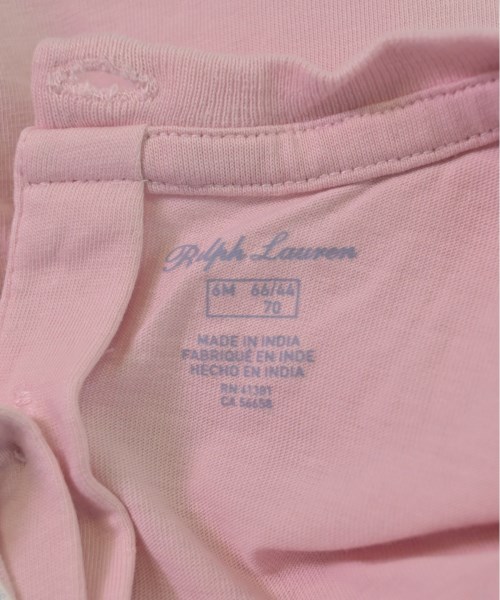 Ralph Lauren
6M 66/44
70
MADE IN INDIA
FABRIQUÉ EN INDE
HECHO EN INDIA
RN 41381
CA 56658